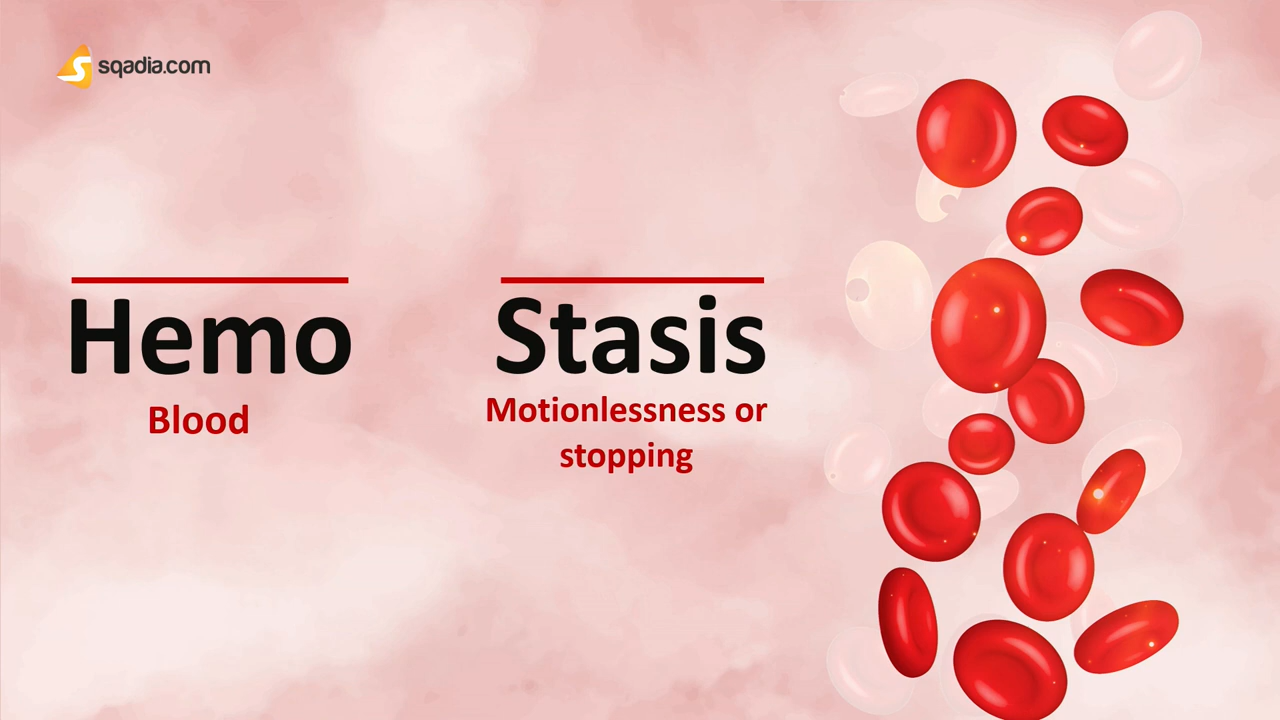 sqadia.com
Hemo
Blood
Stasis
Motionlessness or
stopping